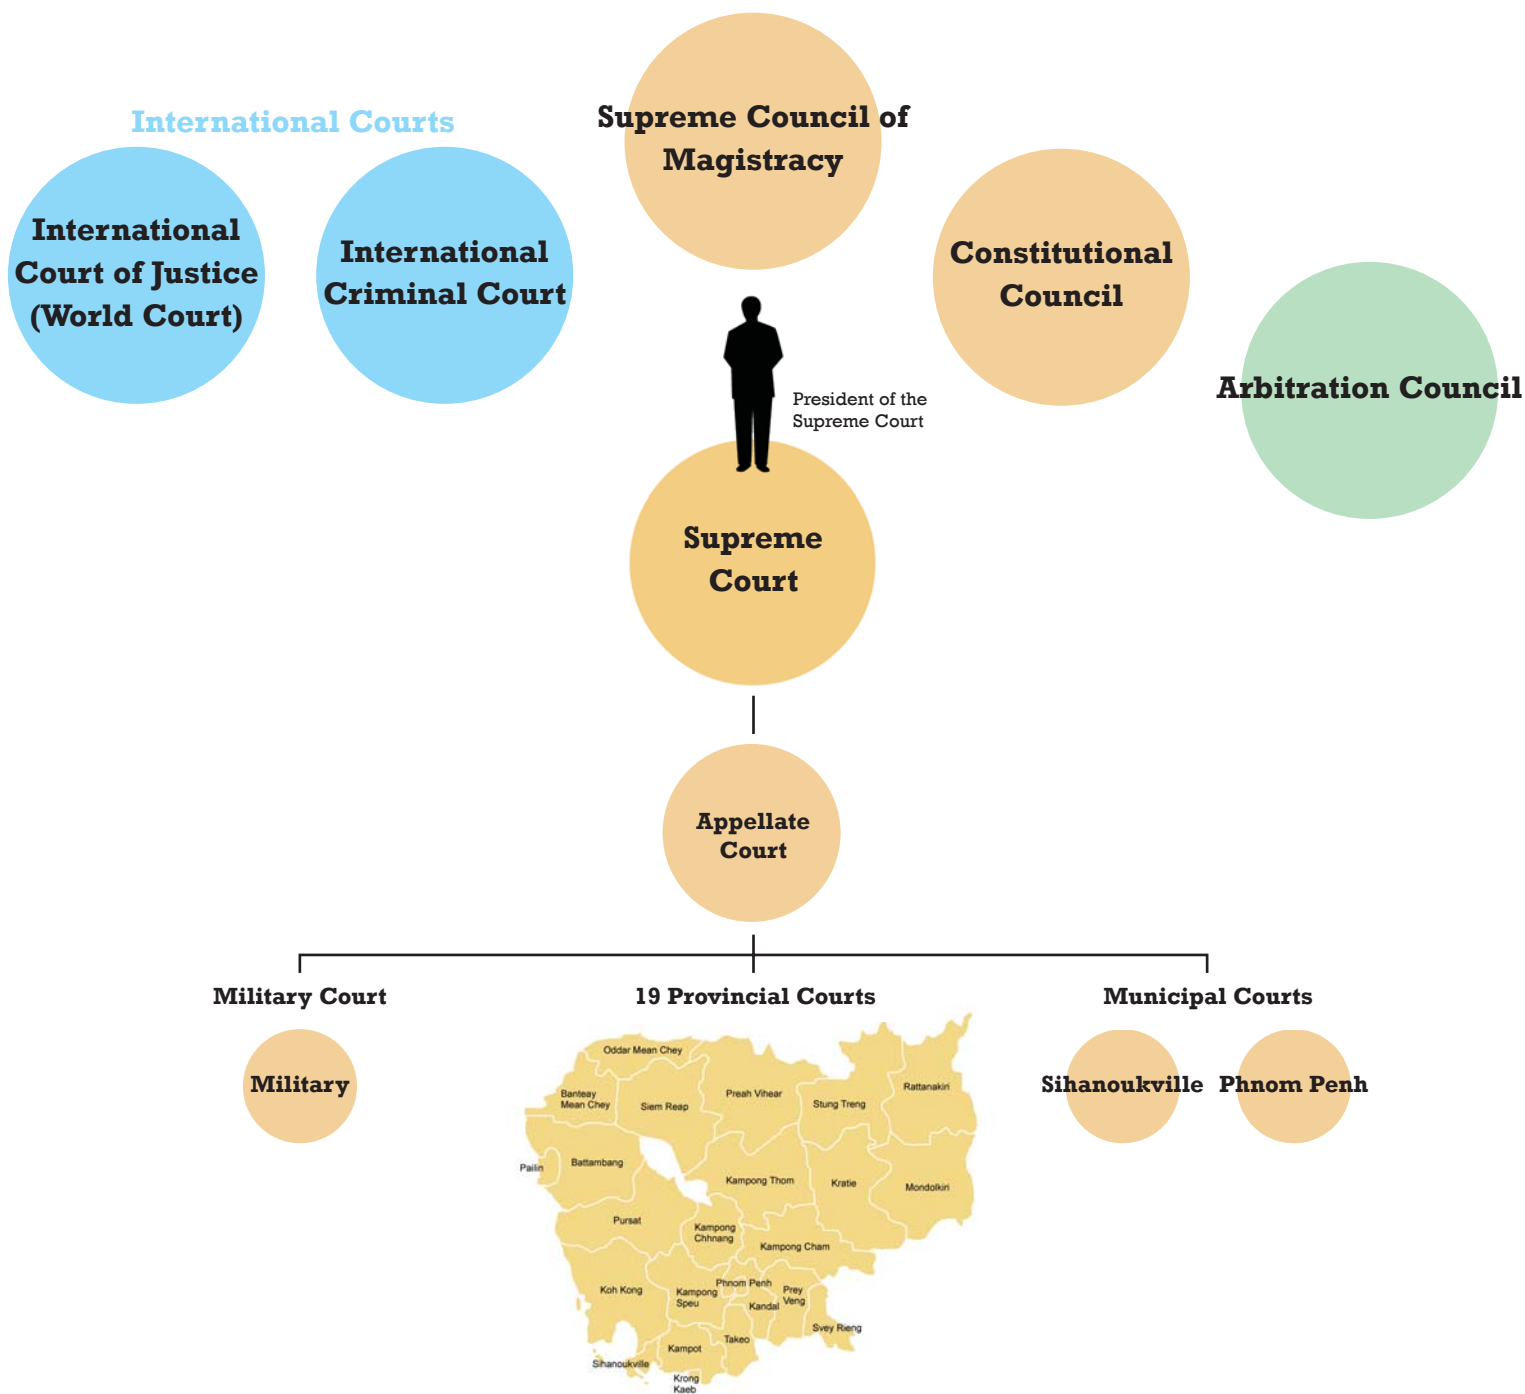 International Courts
International
Court of Justice
(World Court)
International
Criminal Court
Supreme Council of
Magistracy
Constitutional
Council
Arbitration Council
President of the
Supreme Court
Supreme
Court
Appellate
Court
Military Court
Military
19 Provincial Courts
Oddar Mean Chey
Banteay
Mean Chey
Siem Reap
Preah Vihear
Stung Treng
Rattanakiri
Pailin
Battambang
Kampong Thom
Kratie
Mondolkiri
Pursat
Kampong
Chhnang
Kampong Cham
Koh Kong
Kampong
Speu
Phnom Penh
Kandal
Prey
Veng
Svey Rieng
Takeo
Kampot
Sihanoukville
Krong
Kaeb
Municipal Courts
Sihanoukville
Phnom Penh